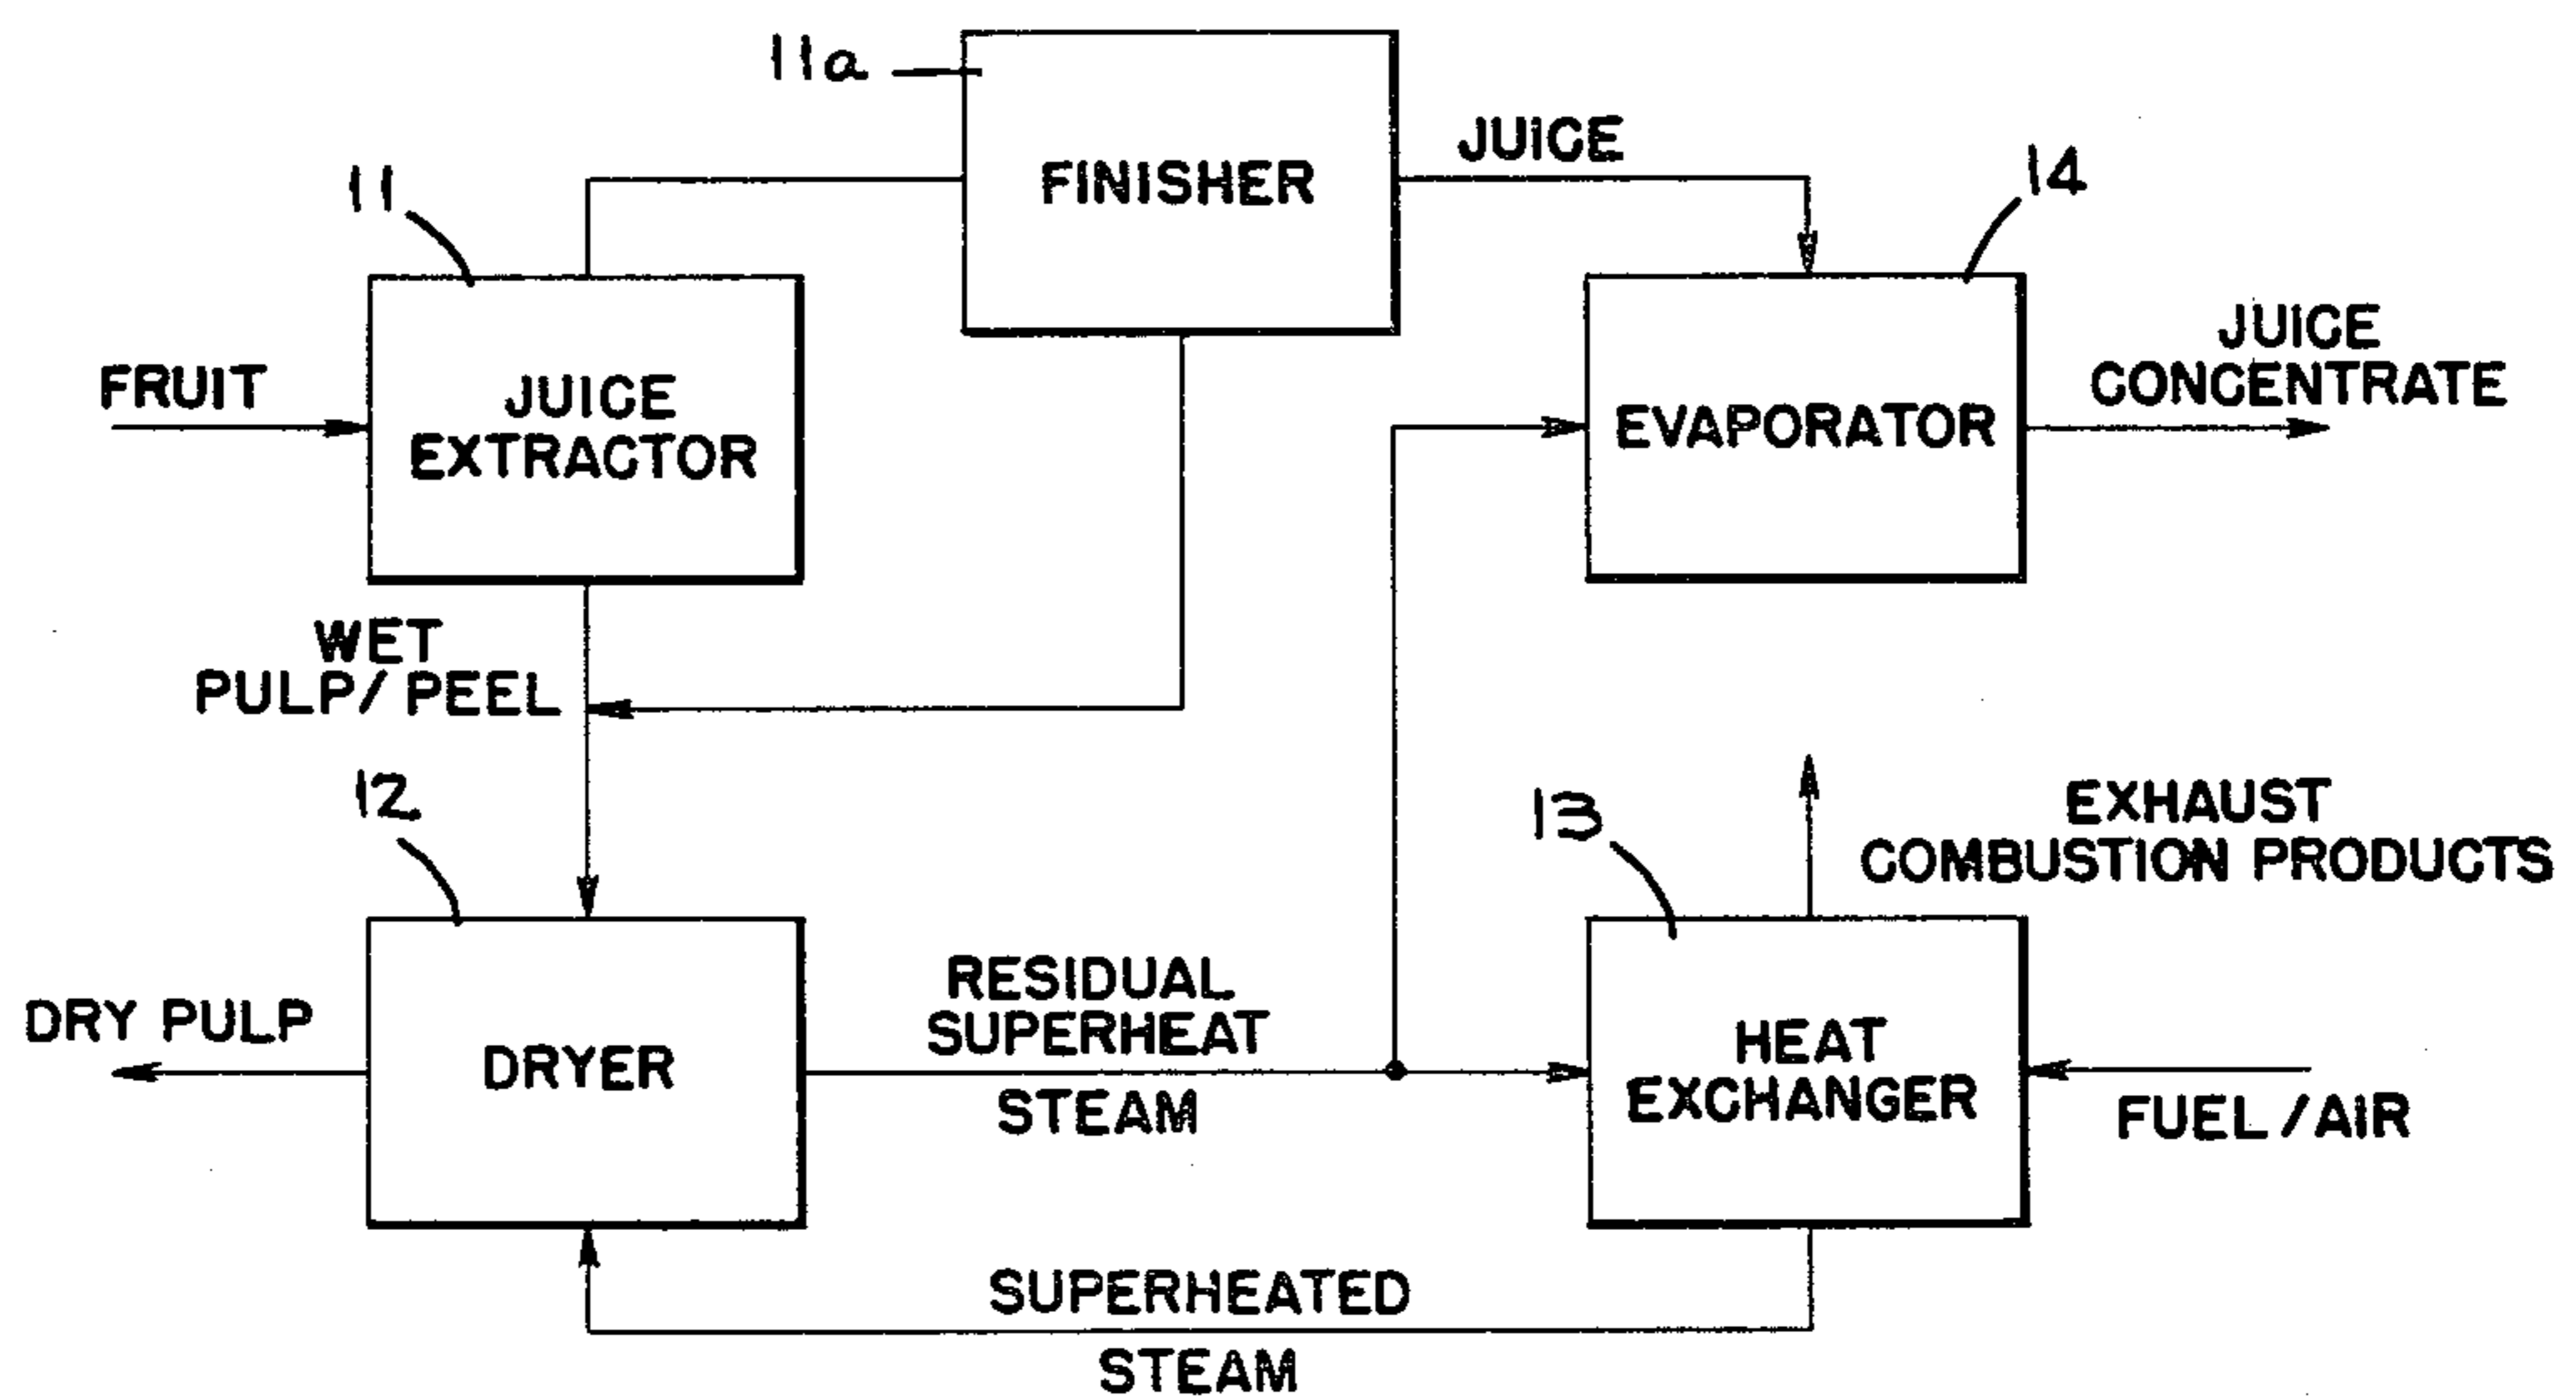 11a
FINISHER
JUICE
11
14
JUICE
EXTRACTOR
FRUIT
EVAPORATOR
JUICE
CONCENTRATE
WET
PULP/PEEL
12
13
EXHAUST
COMBUSTION PRODUCTS
DRY PULP
DRYER
RESIDUAL
SUPERHEAT
STEAM
HEAT
EXCHANGER
FUEL/AIR
SUPERHEATED
STEAM